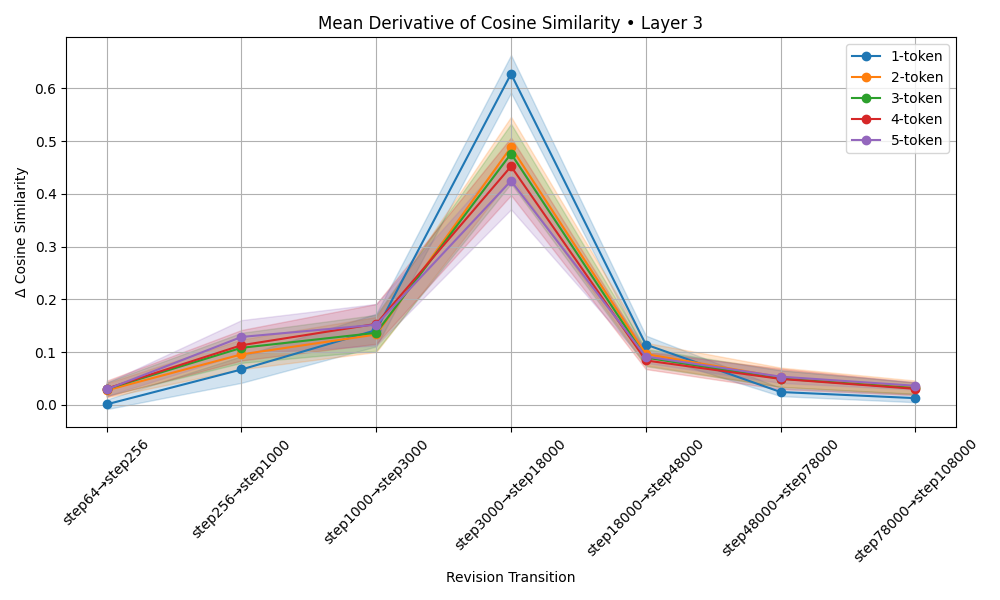 Mean Derivative of Cosine Similarity • Layer 3
Δ Cosine Similarity
0.6
0.5
0.4
0.3
0.2
0.1
0.0
1-token
2-token
3-token
4-token
5-token
step64→step256
step256→step1000
step1000→step3000
step3000→step18000
step18000→step48000
step48000→step78000
step78000→step108000
Revision Transition